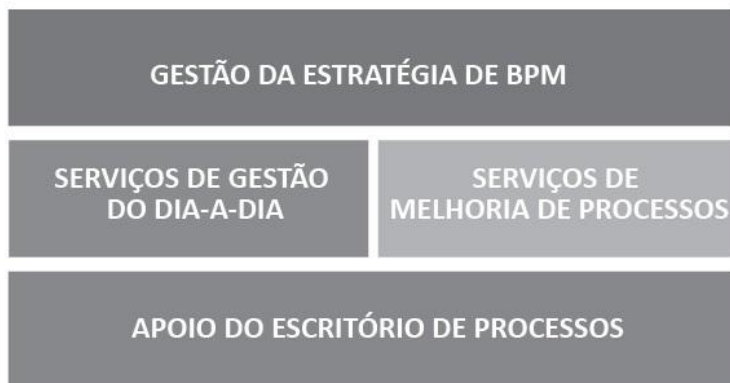 GESTÃO DA ESTRATÉGIA DE BPM
SERVIÇOS DE GESTÃO
DO DIA-A-DIA
SERVIÇOS DE
MELHORIA DE PROCESSOS
APOIO DO ESCRITÓRIO DE PROCESSOS